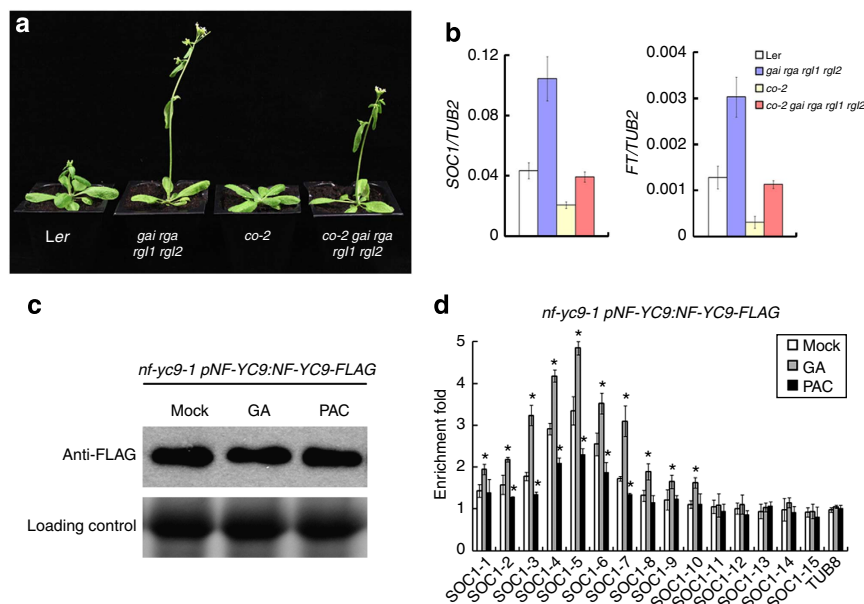 a
Ler
gai rga
rgl1 rgl2
co-2
co-2 gai rga
rgl1 rgl2
b
SOC1/TUB2
0.12
0.12
0.04
0
FT/TUB2
0.004
0.003
0.002
0.001
0
Ler
gai rga rgl1 rgl2
co-2
co-2 gai rga rgl1 rgl2
c
nf-yc9-1 pNF-YC9:NF-YC9-FLAG
Mock GA PAC
Anti-FLAG
Loading control
d
nf-yc9-1 pNF-YC9:NF-YC9-FLAG
Enrichment fold
5
4
3
2
1
0
Mock
GA
PAC
* * * * * * * * * *
* * * * * *
SOC1-1
SOC1-2
SOC1-3
SOC1-4
SOC1-5
SOC1-6
SOC1-7
SOC1-8
SOC1-9
SOC1-10
SOC1-11
SOC1-12
SOC1-13
SOC1-14
SOC1-15
TUB8